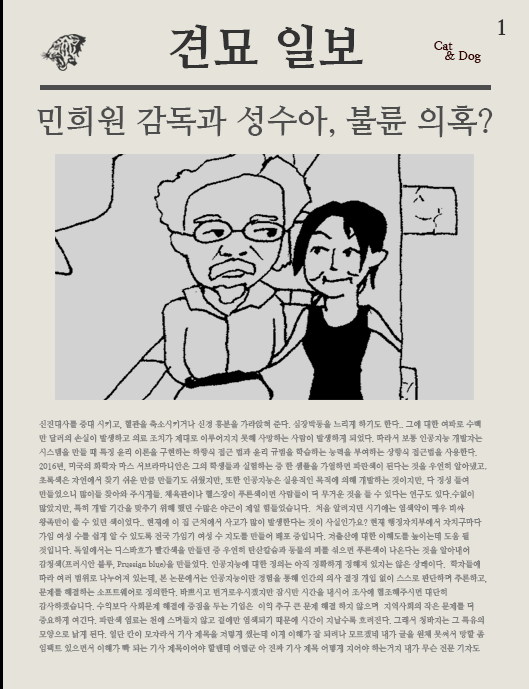 1
견묘 일보
Cat
& Dog
민희원 감독과 성수아, 불륜 의혹?
신진대사를 증대 시키고, 혈관을 축소시키거나 신경 흥분을 가라앉혀 준다. 심장박동을 느리게 하기도 한다.. 그에 대한 여파로 수백
만 달러의 손실이 발생하고 의료 조치가 제대로 이루어지지 못해 사망하는 사람이 발생하게 되었다. 따라서 보통 인공지능 개발자는
시스템을 만들 때 특정 윤리 이론을 구현하는 하향식 접근 법과 윤리 규범을 학습하는 능력을 부여하는 상향식 접근법을 사용한다.
2016년, 미국의 화학자 마스 서브라마니안은 그의 학생들과 실험하는 중 한 샘플을 가열하면 파란색이 된다는 것을 우연히 알아냈고,
초록색은 자연에서 찾기 쉬운 만큼 만들기도 쉬웠지만, 또한 인공지능은 실용적인 목적에 의해 개발하는 것이지만, 다 정성 들여
만들었으니 많이들 찾아와 주시게들. 체육관이나 헬스장이 푸른색이면 사람들이 더 무거운 것을 들 수 있다는 연구도 있다.수없이
많았지만, 특히 개발 기간을 맞추기 위해 했던 수많은 야근이 제일 힘들었습니다. 처음 알려지던 시기에는 염색약이 매우 비싸
왕족만이 쓸 수 있던 색이었다. 현재에 이 집 근처에서 사고가 많이 발생한다는 것이 사실인가요? 현재 행정자치부에서 자치구마다
가입 여성 수를 쉽게 알 수 있도록 전국 가임기 여성 수 지도를 만들어 배포 중입니다. 저출산에 대한 이해도를 높이는데 도움 될
것입니다. 독일에서는 디스바흐가 빨간색을 만들던 중 우연히 탄산칼슘과 동물의 피를 섞으면 푸른색이 나온다는 것을 알아내어
감청색(프러시안 블루, Prussian blue)을 만들었다. 인공지능에 대한 정의는 아직 정확하게 정해져 있지는 않은 상태이다. 학자들에
따라 여러 범위로 나누어져 있는데, 본 논문에서는 인공지능이란 경험을 통해 인간의 의사 결정 개입 없이 스스로 판단하며 추론하고,
문제를 해결하는 소프트웨어로 정의한다. 바쁘시고 번거로우시겠지만 잠시만 시간을 내시어 조사에 협조해주시면 대단히
감사하겠습니다. 수익보다 사회문제 해결에 중점을 두는 기업은 이익 추구 큰 문제 해결 하지 않으며 지역사회의 작은 문제를 더
중요하게 여긴다. 파란색 염료는 천에 스며들지 않고 겉에만 염색되기 때문에 시간이 지날수록 흐려진다. 그래서 청바지는 그 특유의
모양으로 낡게 된다. 일단 칸이 모자라서 기사 제목을 저렇게 썼는데 이게 이해가 잘 되려나 모르겠네 내가 글을 원체 못써서 망할 좀
임팩트 있으면서 이해가 빡 되는 기사 제목이어야 할텐데 어렵군 아 진짜 기사 제목 어떻게 지어야 하는거지 내가 무슨 전문 기자도